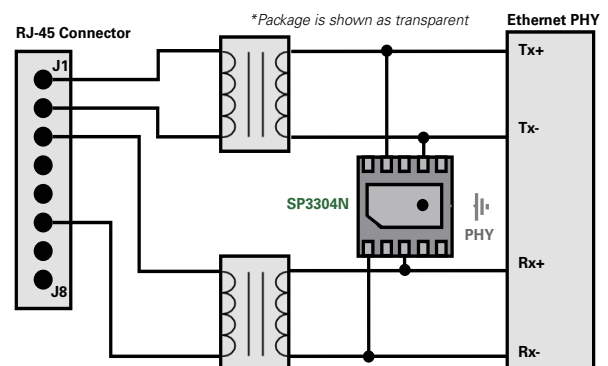 *Package is shown as transparent
Ethernet PHY
RJ-45 Connector
J1
Tx+
Tx-
SP3304N
PHY
Rx+
J8
Rx-